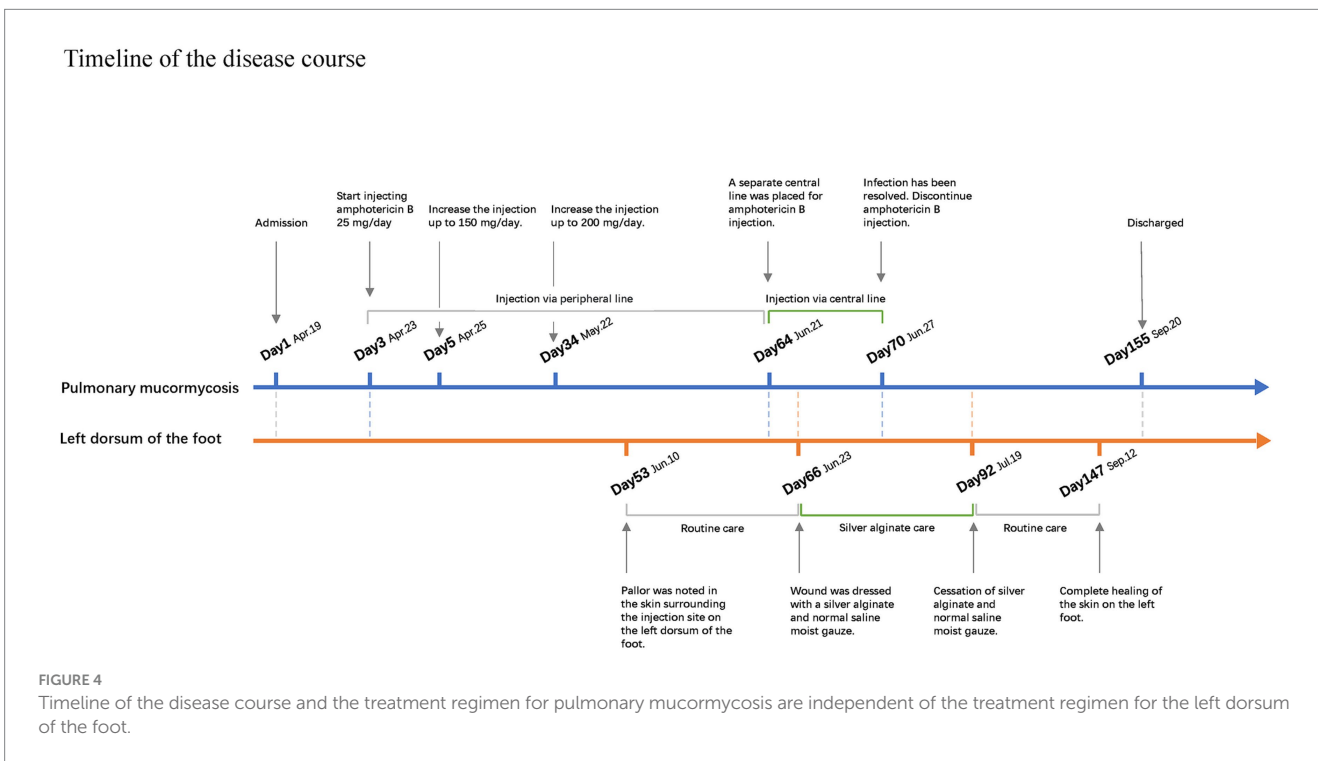 Timeline of the disease course
Admission
Start injecting
amphotericin B
25 mg/day
Increase the injection
up to 150 mg/day.
Increase the injection
up to 200 mg/day.
A separate central
line was placed for
amphotericin B
injection.
Infection has been
resolved. Discontinue
amphotericin B
injection.
Discharged
Injection via peripheral line
Injection via central line
Day1 Apr.19
Day3 Apr.23
Day5 Apr.25
Day34 May.22
Day64 Jun.21
Day70 Jun.27
Day155 Sep.20
Pulmonary mucormycosis
Left dorsum of the foot
Day53 Jun.10
Day66 Jun.23
Day92 Jul.19
Day147 Sep.12
Routine care
Silver alginate care
Routine care
Pallor was noted in
the skin surrounding
the injection site on
the left dorsum of the
foot.
Wound was dressed
with a silver alginate
and normal saline
moist gauze.
Cessation of silver
alginate and
normal saline
moist gauze.
Complete healing of
the skin on the left
foot.
FIGURE 4
Timeline of the disease course and the treatment regimen for pulmonary mucormycosis are independent of the treatment regimen for the left dorsum
of the foot.